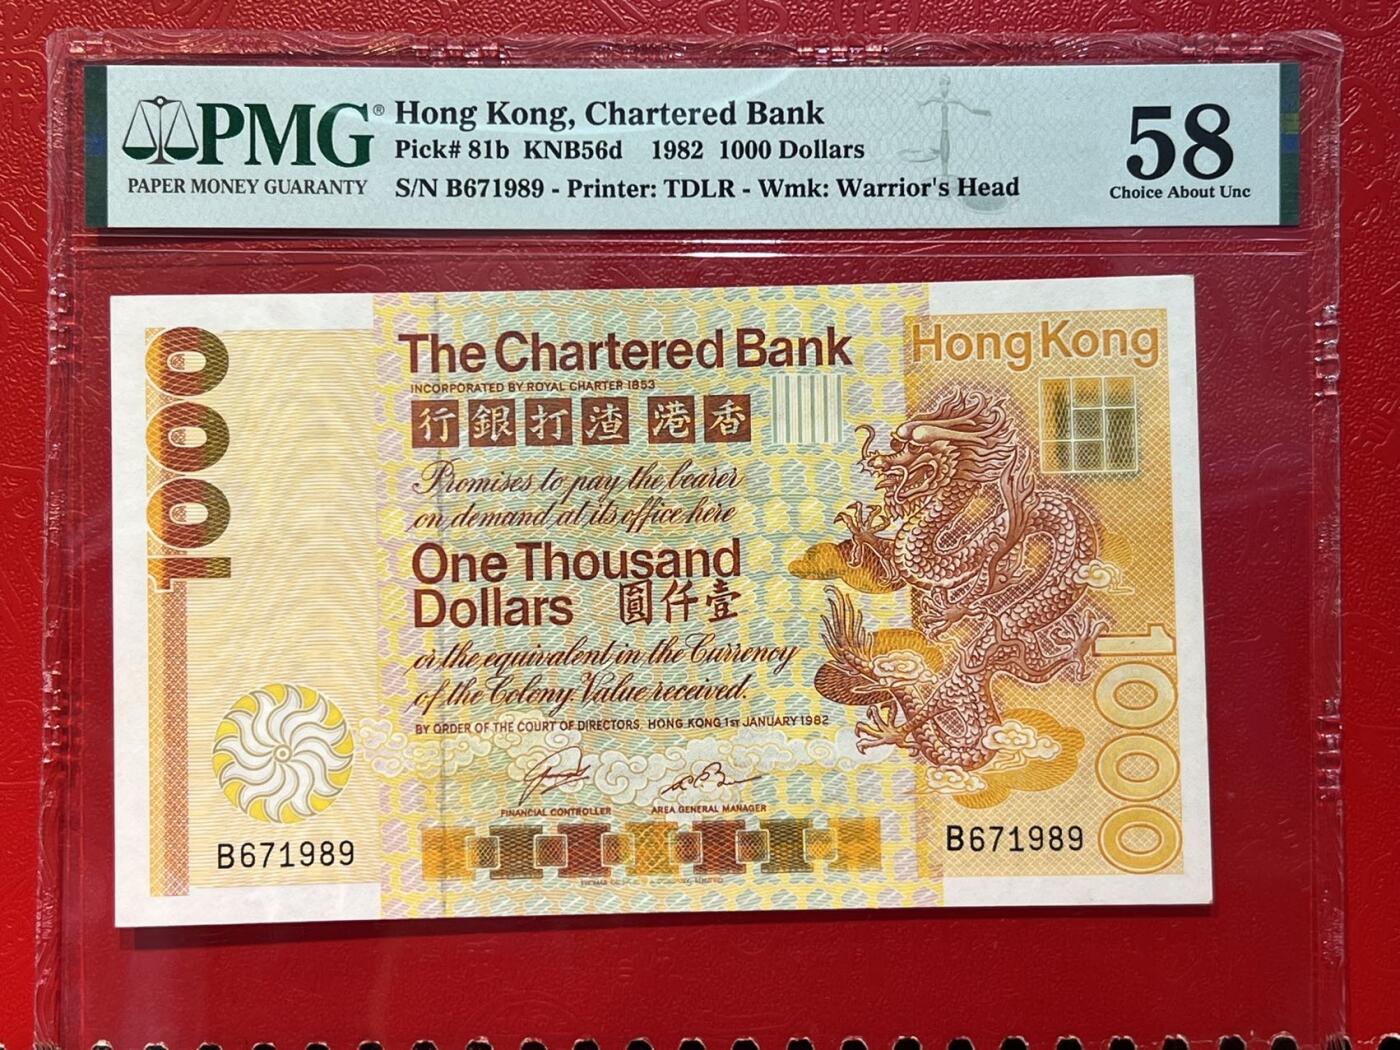 PMG®
PAPER MONEY GUARANTY
Hong Kong, Chartered Bank
Pick# 81b KNB56d 1982 1000 Dollars
S/N B671989 - Printer: TDLR - Wmk: Warrior's Head
58
Choice About Unc
1000
The Chartered Bank
Hong Kong
INCORPORATED BY ROYAL CHARTER 1853
行銀打渣港香
Promises to pay the bearer
on demand at its office here
One Thousand
Dollars 圓仟壹
or the equivalent in the Currency
of the Colony Value received.
BY ORDER OF THE COURT OF DIRECTORS, HONG KONG 1ST JANUARY 1982
1000
FINANCIAL CONTROLLER
AREA GENERAL MANAGER
B671989
B671989